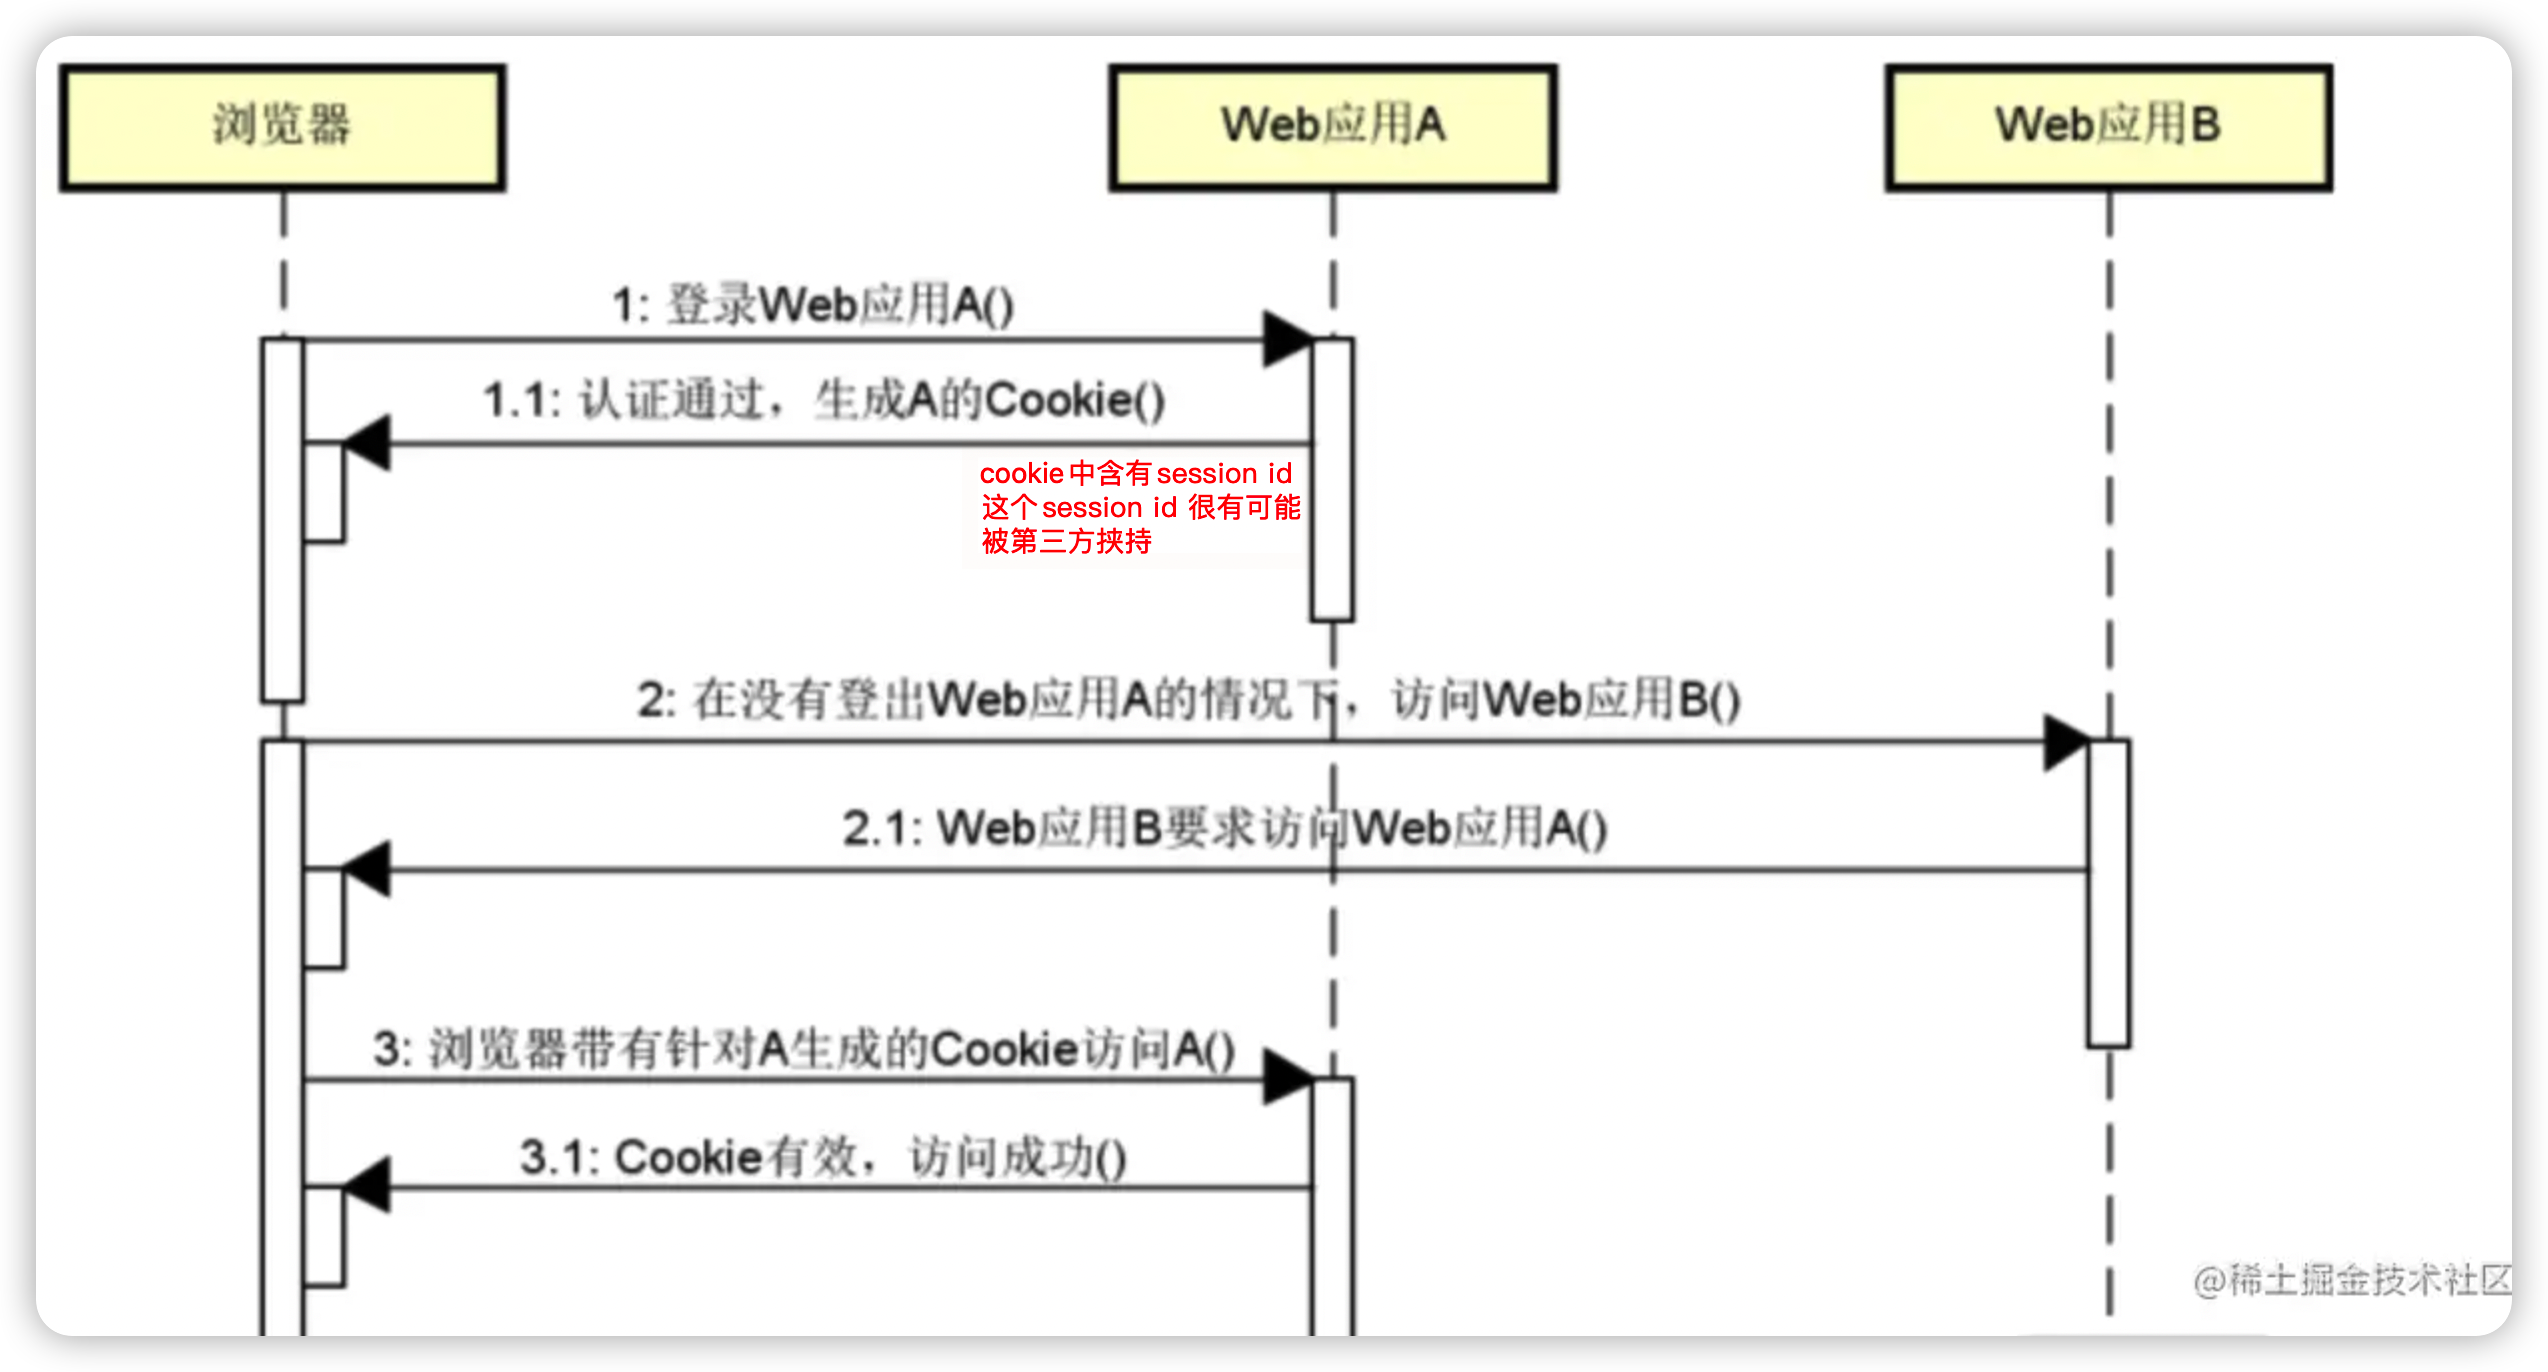 浏览器
Web应用A
Web应用B
1: 登录Web应用A()
1.1: 认证通过，生成A的Cookie()
cookie中含有session id
这个session id 很有可能
被第三方挟持
2: 在没有登出Web应用A的情况下，访问Web应用B()
2.1: Web应用B要求访问Web应用A()
3: 浏览器带有针对A生成的Cookie访问A()
3.1: Cookie有效，访问成功()
@稀土掘金技术社区